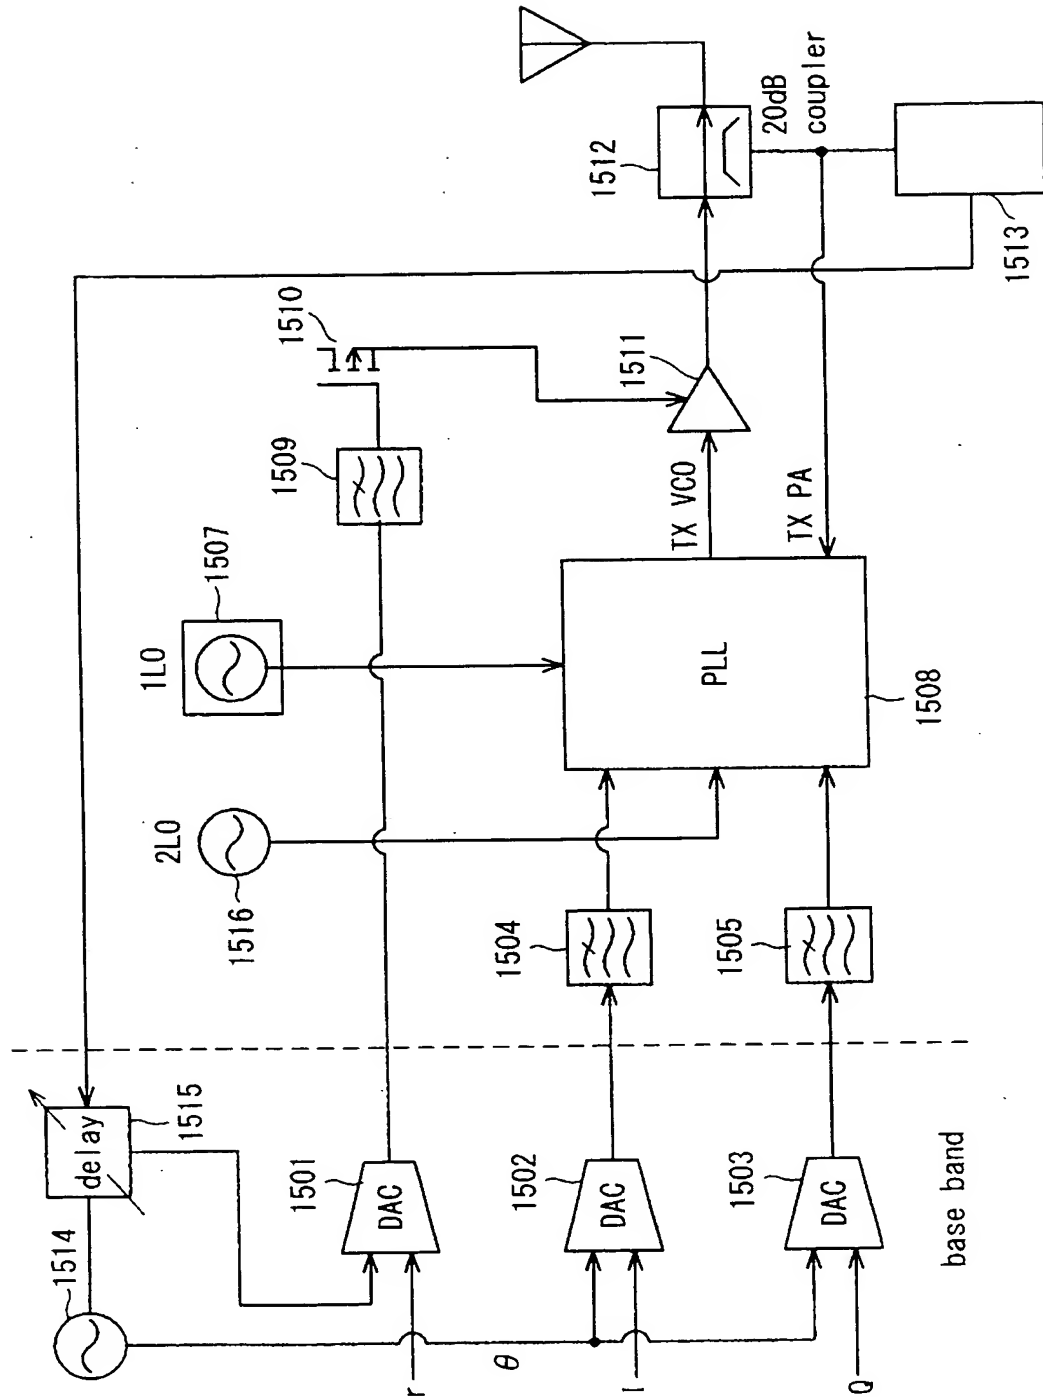 1514
delay
1515
θ
r
I
Q
1501
DAC
1502
DAC
1503
DAC
base band
2LO
1516
1LO
1507
1504
1505
1509
1510
PLL
1508
TX VCO
TX PA
1511
1512
20dB
coupler
1513